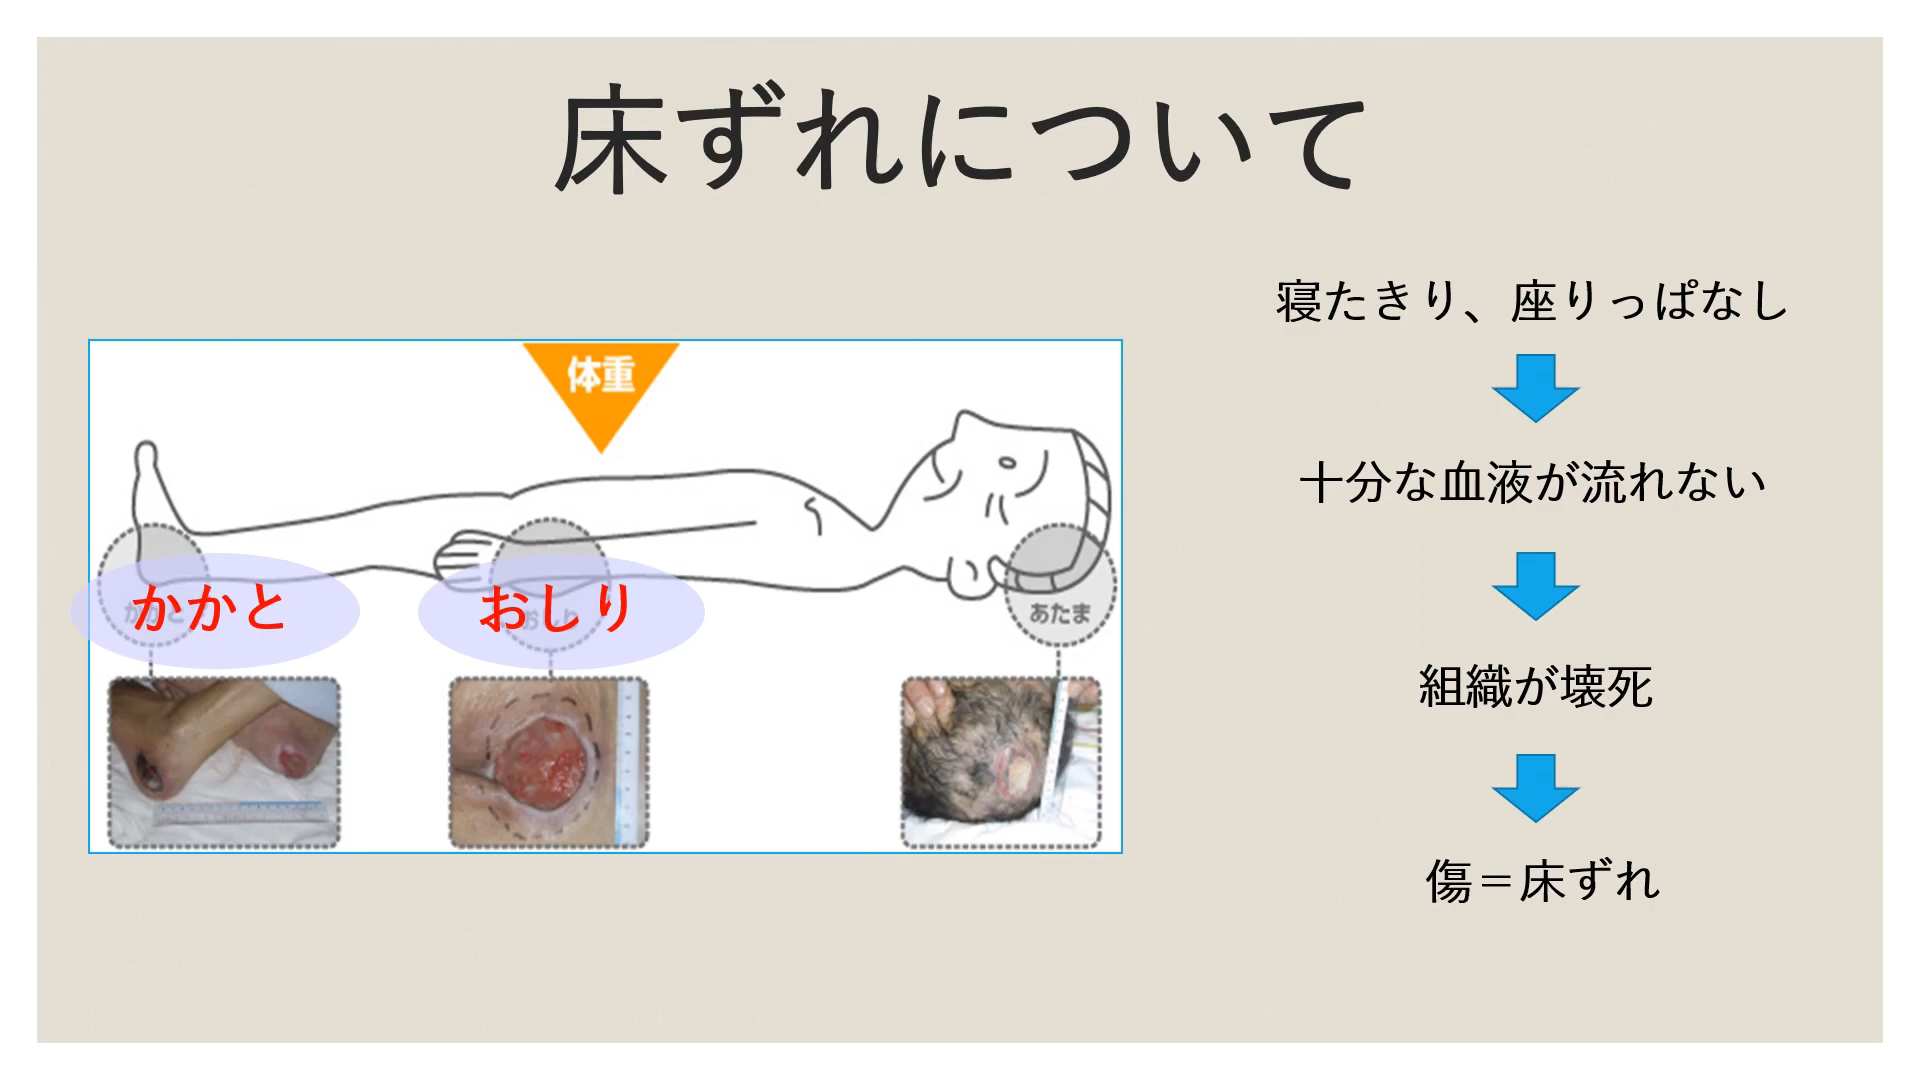 床ずれについて
体重
かかと
おしり
あたま
寝たきり、座りっぱなし
十分な血液が流れない
組織が壊死
傷＝床ずれ